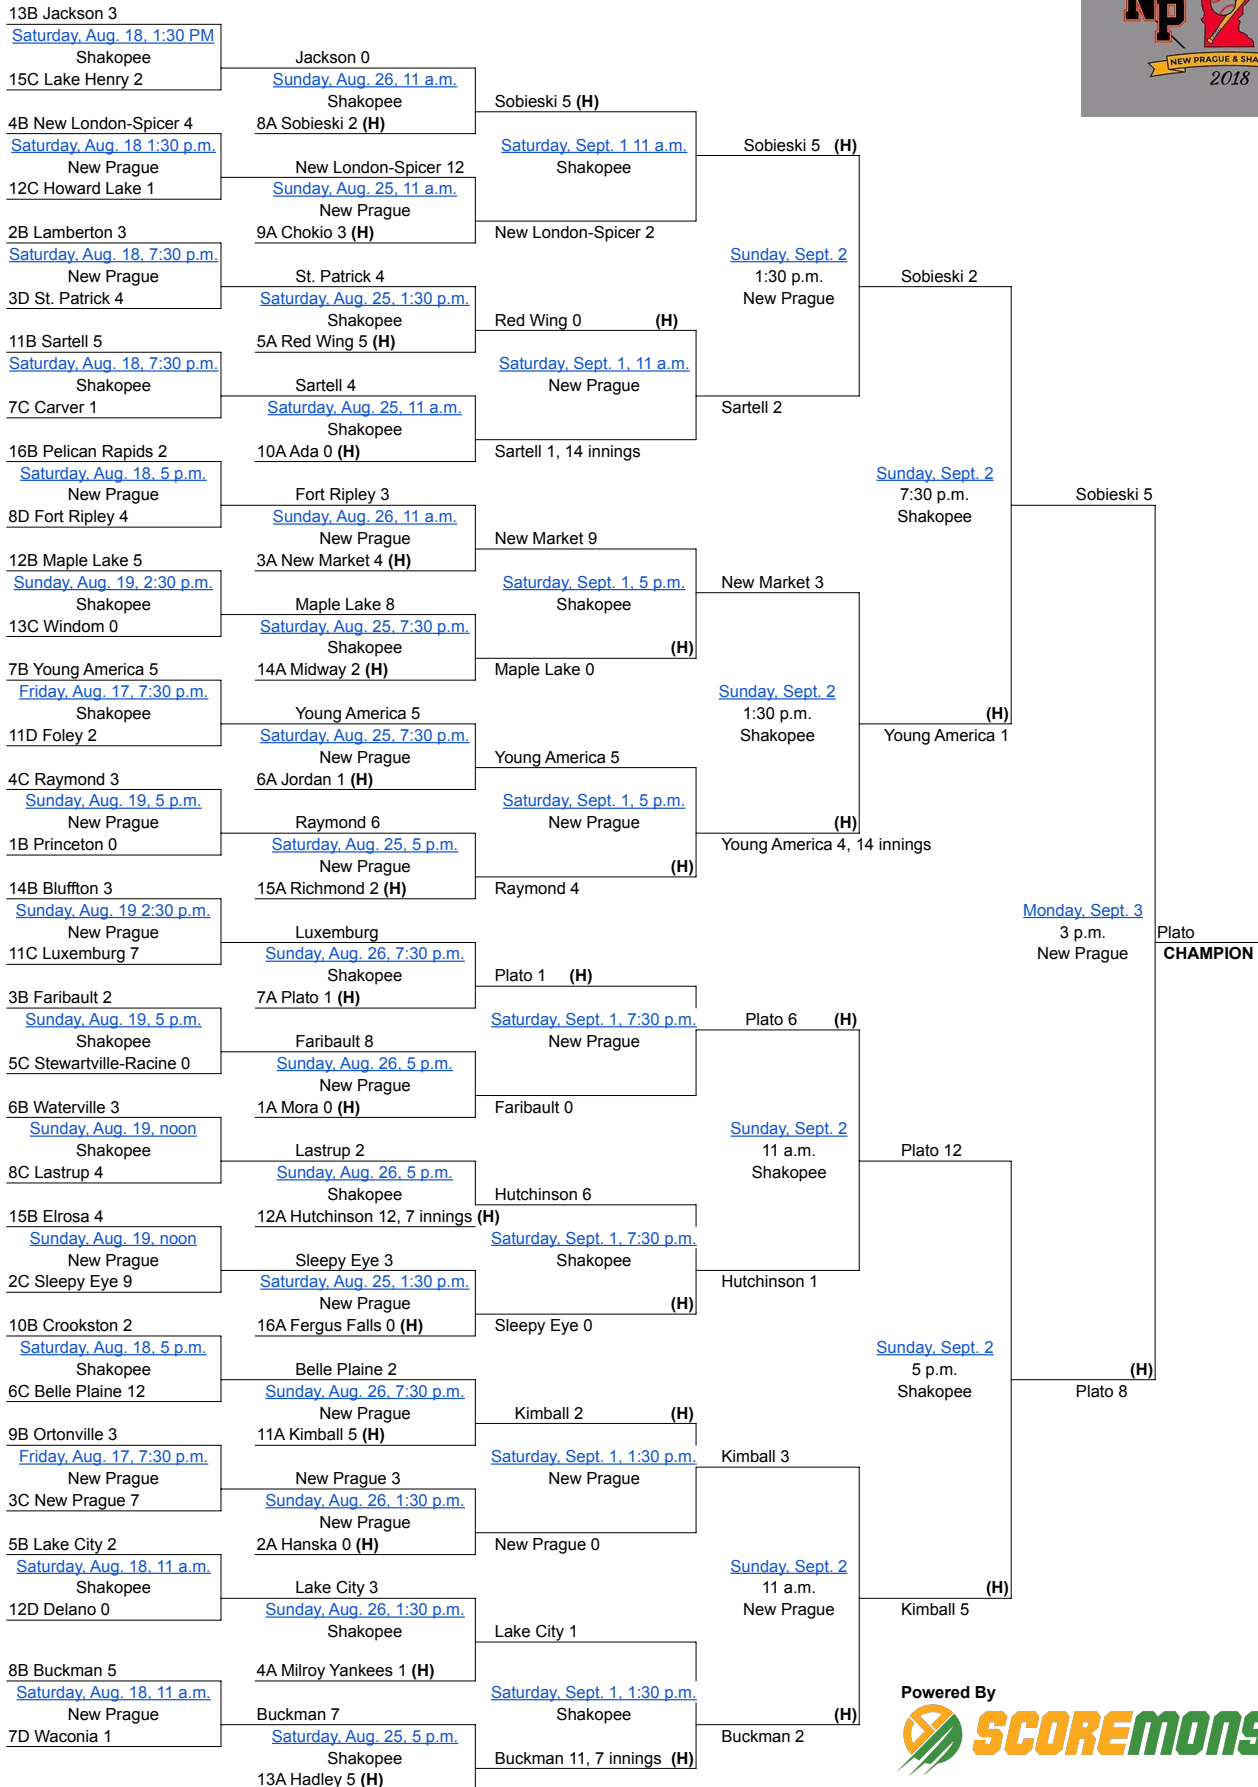 13B Jackson 3
Saturday, Aug. 18, 1:30 PM
Shakopee
15C Lake Henry 2
4B New London-Spicer 4
Saturday, Aug. 18 1:30 p.m.
New Prague
12C Howard Lake 1
2B Lamberton 3
Saturday, Aug. 18, 7:30 p.m.
New Prague
3D St. Patrick 4
11B Sartell 5
Saturday, Aug. 18, 7:30 p.m.
Shakopee
7C Carver 1
16B Pelican Rapids 2
Saturday, Aug. 18, 5 p.m.
New Prague
8D Fort Ripley 4
12B Maple Lake 5
Sunday, Aug. 19, 2:30 p.m.
Shakopee
13C Windom 0
7B Young America 5
Friday, Aug. 17, 7:30 p.m.
Shakopee
11D Foley 2
4C Raymond 3
Sunday, Aug. 19, 5 p.m.
New Prague
1B Princeton 0
14B Bluffton 3
Sunday, Aug. 19 2:30 p.m.
New Prague
11C Luxemburg 7
3B Faribault 2
Sunday, Aug. 19, 5 p.m.
Shakopee
5C Stewartville-Racine 0
6B Waterville 3
Sunday, Aug. 19, noon
Shakopee
8C Lastrup 4
15B Elrosa 4
Sunday, Aug. 19, noon
New Prague
2C Sleepy Eye 9
10B Crookston 2
Saturday, Aug. 18, 5 p.m.
Shakopee
6C Belle Plaine 12
9B Ortonville 3
Friday, Aug. 17, 7:30 p.m.
New Prague
3C New Prague 7
5B Lake City 2
Saturday, Aug. 18, 11 a.m.
Shakopee
12D Delano 0
8B Buckman 5
Saturday, Aug. 18, 11 a.m.
New Prague
7D Waconia 1
Jackson 0
Sunday, Aug. 26, 11 a.m.
Shakopee
8A Sobieski 2 (H)
New London-Spicer 12
Sunday, Aug. 25, 11 a.m.
New Prague
9A Chokio 3 (H)
St. Patrick 4
Saturday, Aug. 25, 1:30 p.m.
Shakopee
5A Red Wing 5 (H)
Sartell 4
Saturday, Aug. 25, 11 a.m.
Shakopee
10A Ada 0 (H)
Fort Ripley 3
Sunday, Aug. 26, 11 a.m.
New Prague
3A New Market 4 (H)
Maple Lake 8
Saturday, Aug. 25, 7:30 p.m.
Shakopee
14A Midway 2 (H)
Young America 5
Saturday, Aug. 25, 7:30 p.m.
New Prague
6A Jordan 1 (H)
Raymond 6
Saturday, Aug. 25, 5 p.m.
New Prague
15A Richmond 2 (H)
Luxemburg
Sunday, Aug. 26, 7:30 p.m.
Shakopee
7A Plato 1 (H)
Faribault 8
Sunday, Aug. 26, 5 p.m.
New Prague
1A Mora 0 (H)
Lastrup 2
Sunday, Aug. 26, 5 p.m.
Shakopee
12A Hutchinson 12, 7 innings (H)
Sleepy Eye 3
Saturday, Aug. 25, 1:30 p.m.
New Prague
16A Fergus Falls 0 (H)
Belle Plaine 2
Sunday, Aug. 26, 7:30 p.m.
New Prague
11A Kimball 5 (H)
New Prague 3
Sunday, Aug. 26, 1:30 p.m.
New Prague
2A Hanska 0 (H)
Lake City 3
Sunday, Aug. 26, 1:30 p.m.
Shakopee
4A Milroy Yankees 1 (H)
Buckman 7
Saturday, Aug. 25, 5 p.m.
Shakopee
13A Hadley 5 (H)
Sobieski 5 (H)
Saturday, Sept. 1 11 a.m.
Shakopee
New London-Spicer 2
Red Wing 0 (H)
Saturday, Sept. 1, 11 a.m.
New Prague
Sartell 1, 14 innings
New Market 9
Saturday, Sept. 1, 5 p.m.
Shakopee
(H)
Maple Lake 0
Young America 5
Saturday, Sept. 1, 5 p.m.
New Prague
(H)
Raymond 4
Plato 1 (H)
Saturday, Sept. 1, 7:30 p.m.
New Prague
Faribault 0
Hutchinson 6
Saturday, Sept. 1, 7:30 p.m.
Shakopee
(H)
Sleepy Eye 0
Kimball 2 (H)
Saturday, Sept. 1, 1:30 p.m.
New Prague
New Prague 0
Lake City 1
Saturday, Sept. 1, 1:30 p.m.
Shakopee
Buckman 11, 7 innings (H)
Sobieski 5 (H)
Sunday, Sept. 2
1:30 p.m.
New Prague
Sartell 2
New Market 3
Sunday, Sept. 2
1:30 p.m.
Shakopee
(H)
Young America 4, 14 innings
Plato 6 (H)
Sunday, Sept. 2
11 a.m.
Shakopee
Hutchinson 1
Kimball 3
Sunday, Sept. 2
11 a.m.
New Prague
(H)
Buckman 2
Sobieski 2
Sunday, Sept. 2
7:30 p.m.
Shakopee
(H)
Young America 1
Plato 12
Sunday, Sept. 2
5 p.m.
Shakopee
(H)
Kimball 5
Sobieski 5
Monday, Sept. 3
3 p.m.
New Prague
(H)
Plato 8
Plato
CHAMPION
NP
NEW PRAGUE & SHA
2018
Powered By
SCOREMONS